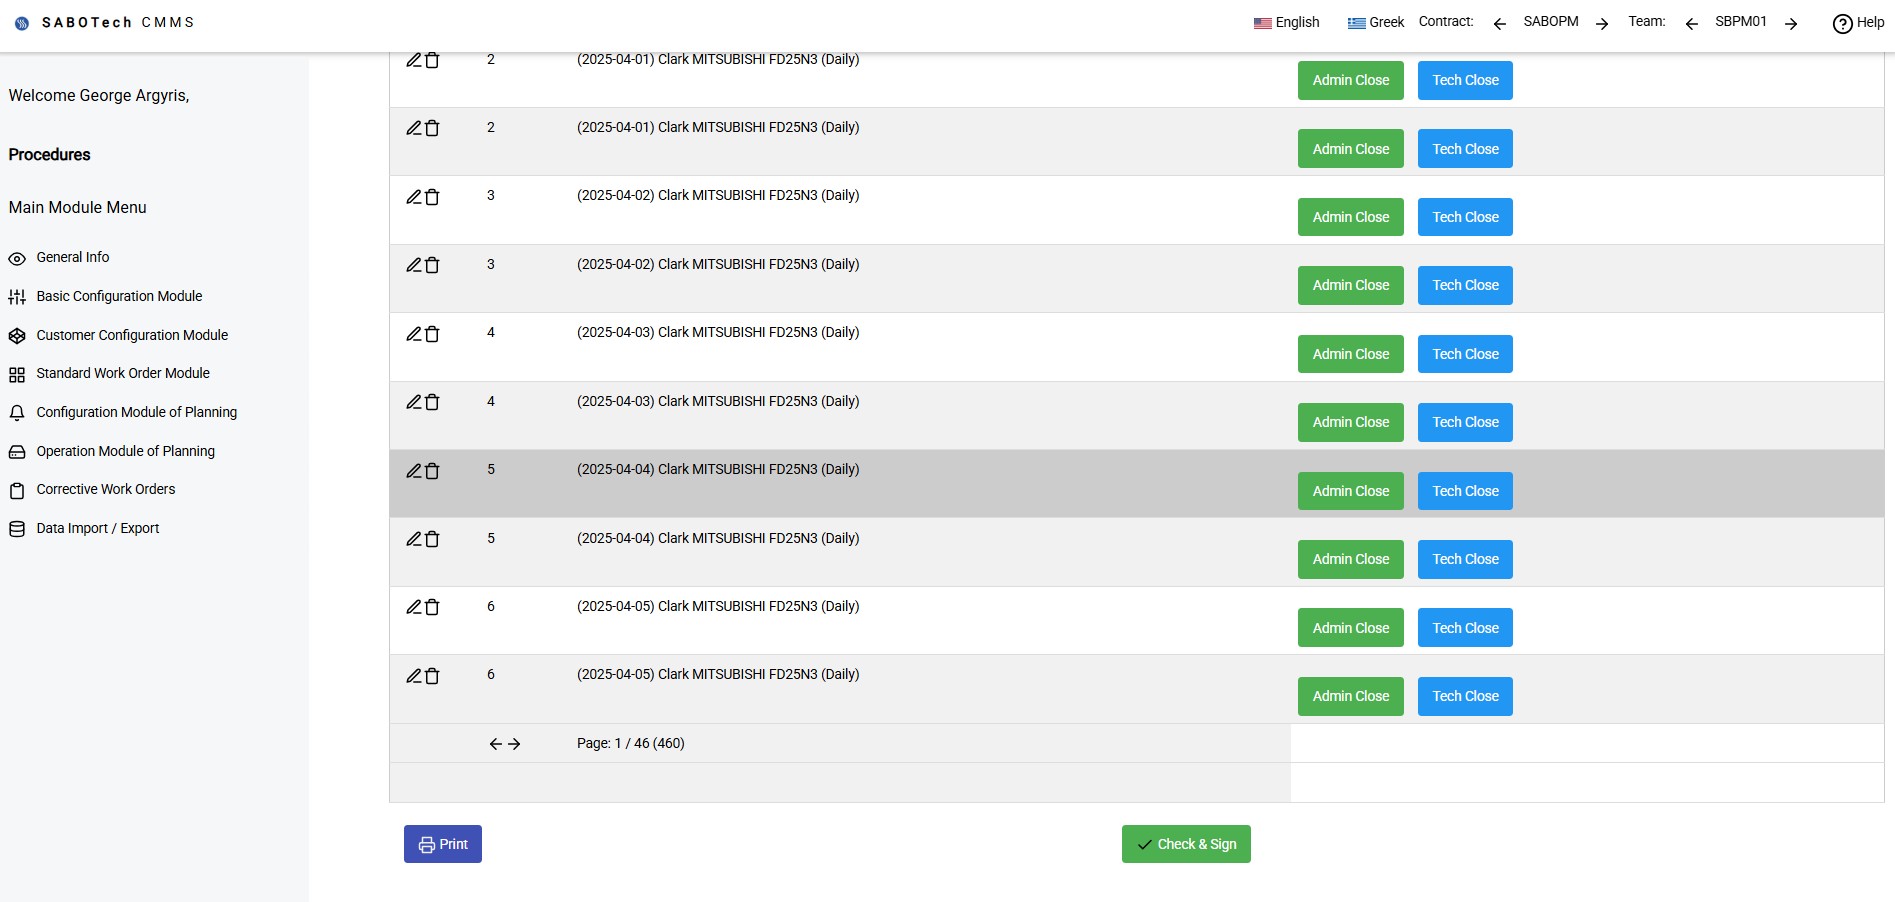 SABOTech CMMS
English Greek Contract: SABOPM Team: SBPM01 Help
Welcome George Argyris,
Procedures
Main Module Menu
General Info
Basic Configuration Module
Customer Configuration Module
Standard Work Order Module
Configuration Module of Planning
Operation Module of Planning
Corrective Work Orders
Data Import / Export
2 (2025-04-01) Clark MITSUBISHI FD25N3 (Daily) Admin Close Tech Close
2 (2025-04-01) Clark MITSUBISHI FD25N3 (Daily) Admin Close Tech Close
3 (2025-04-02) Clark MITSUBISHI FD25N3 (Daily) Admin Close Tech Close
3 (2025-04-02) Clark MITSUBISHI FD25N3 (Daily) Admin Close Tech Close
4 (2025-04-03) Clark MITSUBISHI FD25N3 (Daily) Admin Close Tech Close
4 (2025-04-03) Clark MITSUBISHI FD25N3 (Daily) Admin Close Tech Close
5 (2025-04-04) Clark MITSUBISHI FD25N3 (Daily) Admin Close Tech Close
5 (2025-04-04) Clark MITSUBISHI FD25N3 (Daily) Admin Close Tech Close
6 (2025-04-05) Clark MITSUBISHI FD25N3 (Daily) Admin Close Tech Close
6 (2025-04-05) Clark MITSUBISHI FD25N3 (Daily) Admin Close Tech Close
Page: 1 / 46 (460)
Print Check & Sign